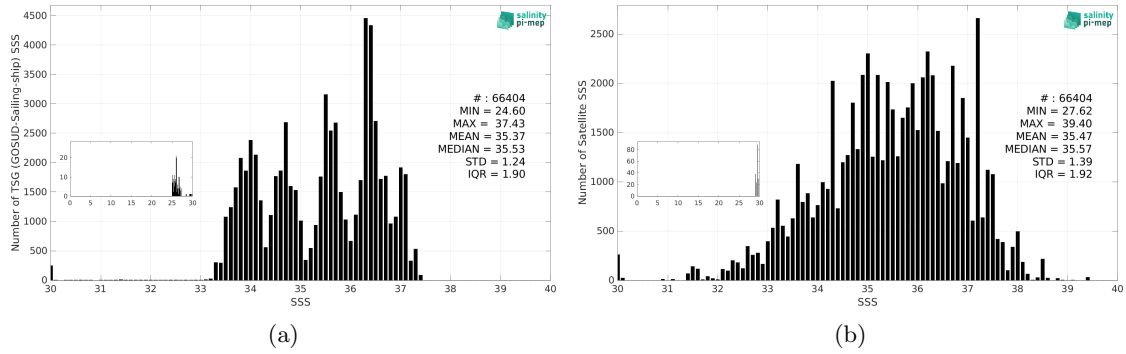 salinity
pi-mep
4500
4000
3500
3000
2500
2000
1500
1000
500
0
Number of TSG (GOSUD-Sailing-ship) SSS
# : 66404
MIN = 24.60
MAX = 37.43
MEAN = 35.37
MEDIAN = 35.53
STD = 1.24
IQR = 1.90
20
10
0
0 5 10 15 20 25 30
30 31 32 33 34 35 36 37 38 39 40
SSS
(a)
salinity
pi-mep
2500
2000
1500
1000
500
0
Number of Satellite SSS
# : 66404
MIN = 27.62
MAX = 39.40
MEAN = 35.47
MEDIAN = 35.57
STD = 1.39
IQR = 1.92
80
60
40
20
0
0 5 10 15 20 25 30
30 31 32 33 34 35 36 37 38 39 40
SSS
(b)